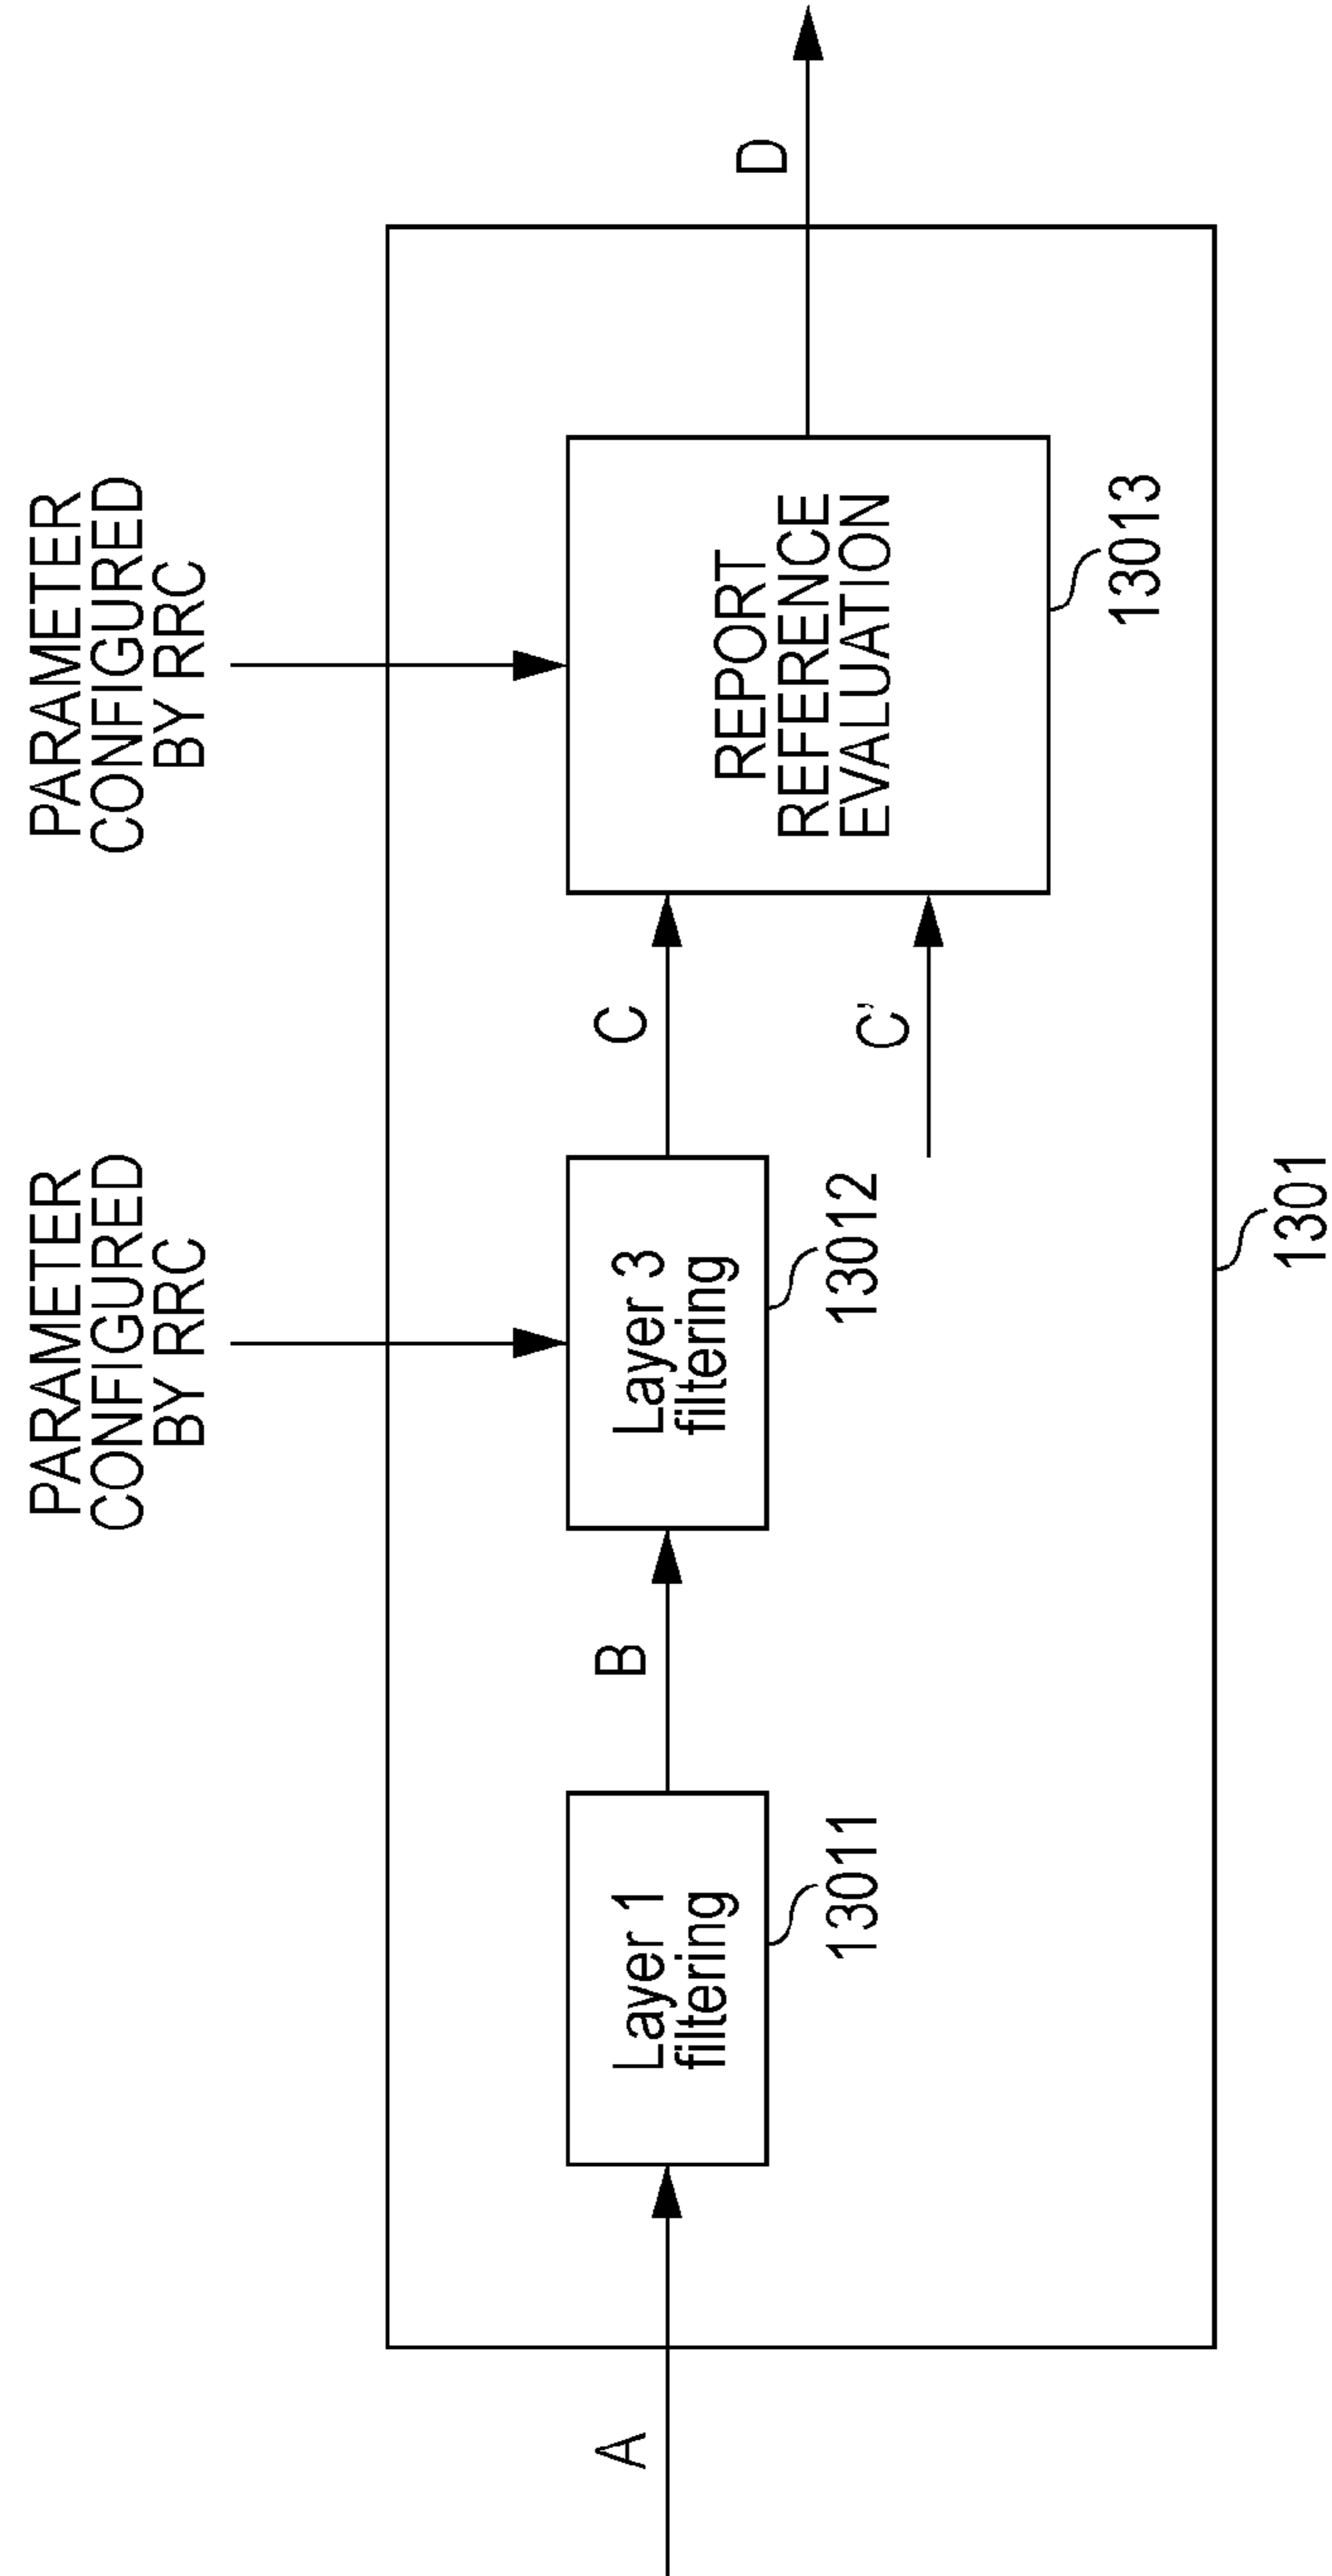 PARAMETER
CONFIGURED
BY RRC
PARAMETER
CONFIGURED
BY RRC
A
Layer 1
filtering
13011
B
Layer 3
filtering
13012
C
C'
REPORT
REFERENCE
EVALUATION
13013
D
1301